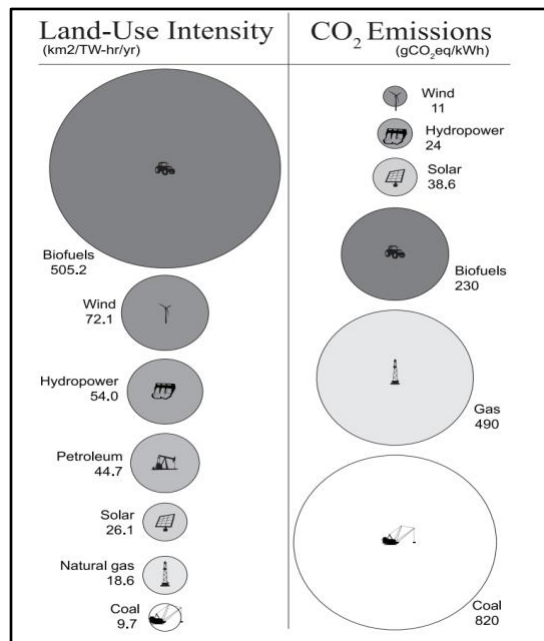 Land-Use Intensity
(km2/TW-hr/yr)
Biofuels
505.2
Wind
72.1
Hydropower
54.0
Petroleum
44.7
Solar
26.1
Natural gas
18.6
Coal
9.7
CO2 Emissions
(gCO2eq/kWh)
Wind
11
Hydropower
24
Solar
38.6
Biofuels
230
Gas
490
Coal
820